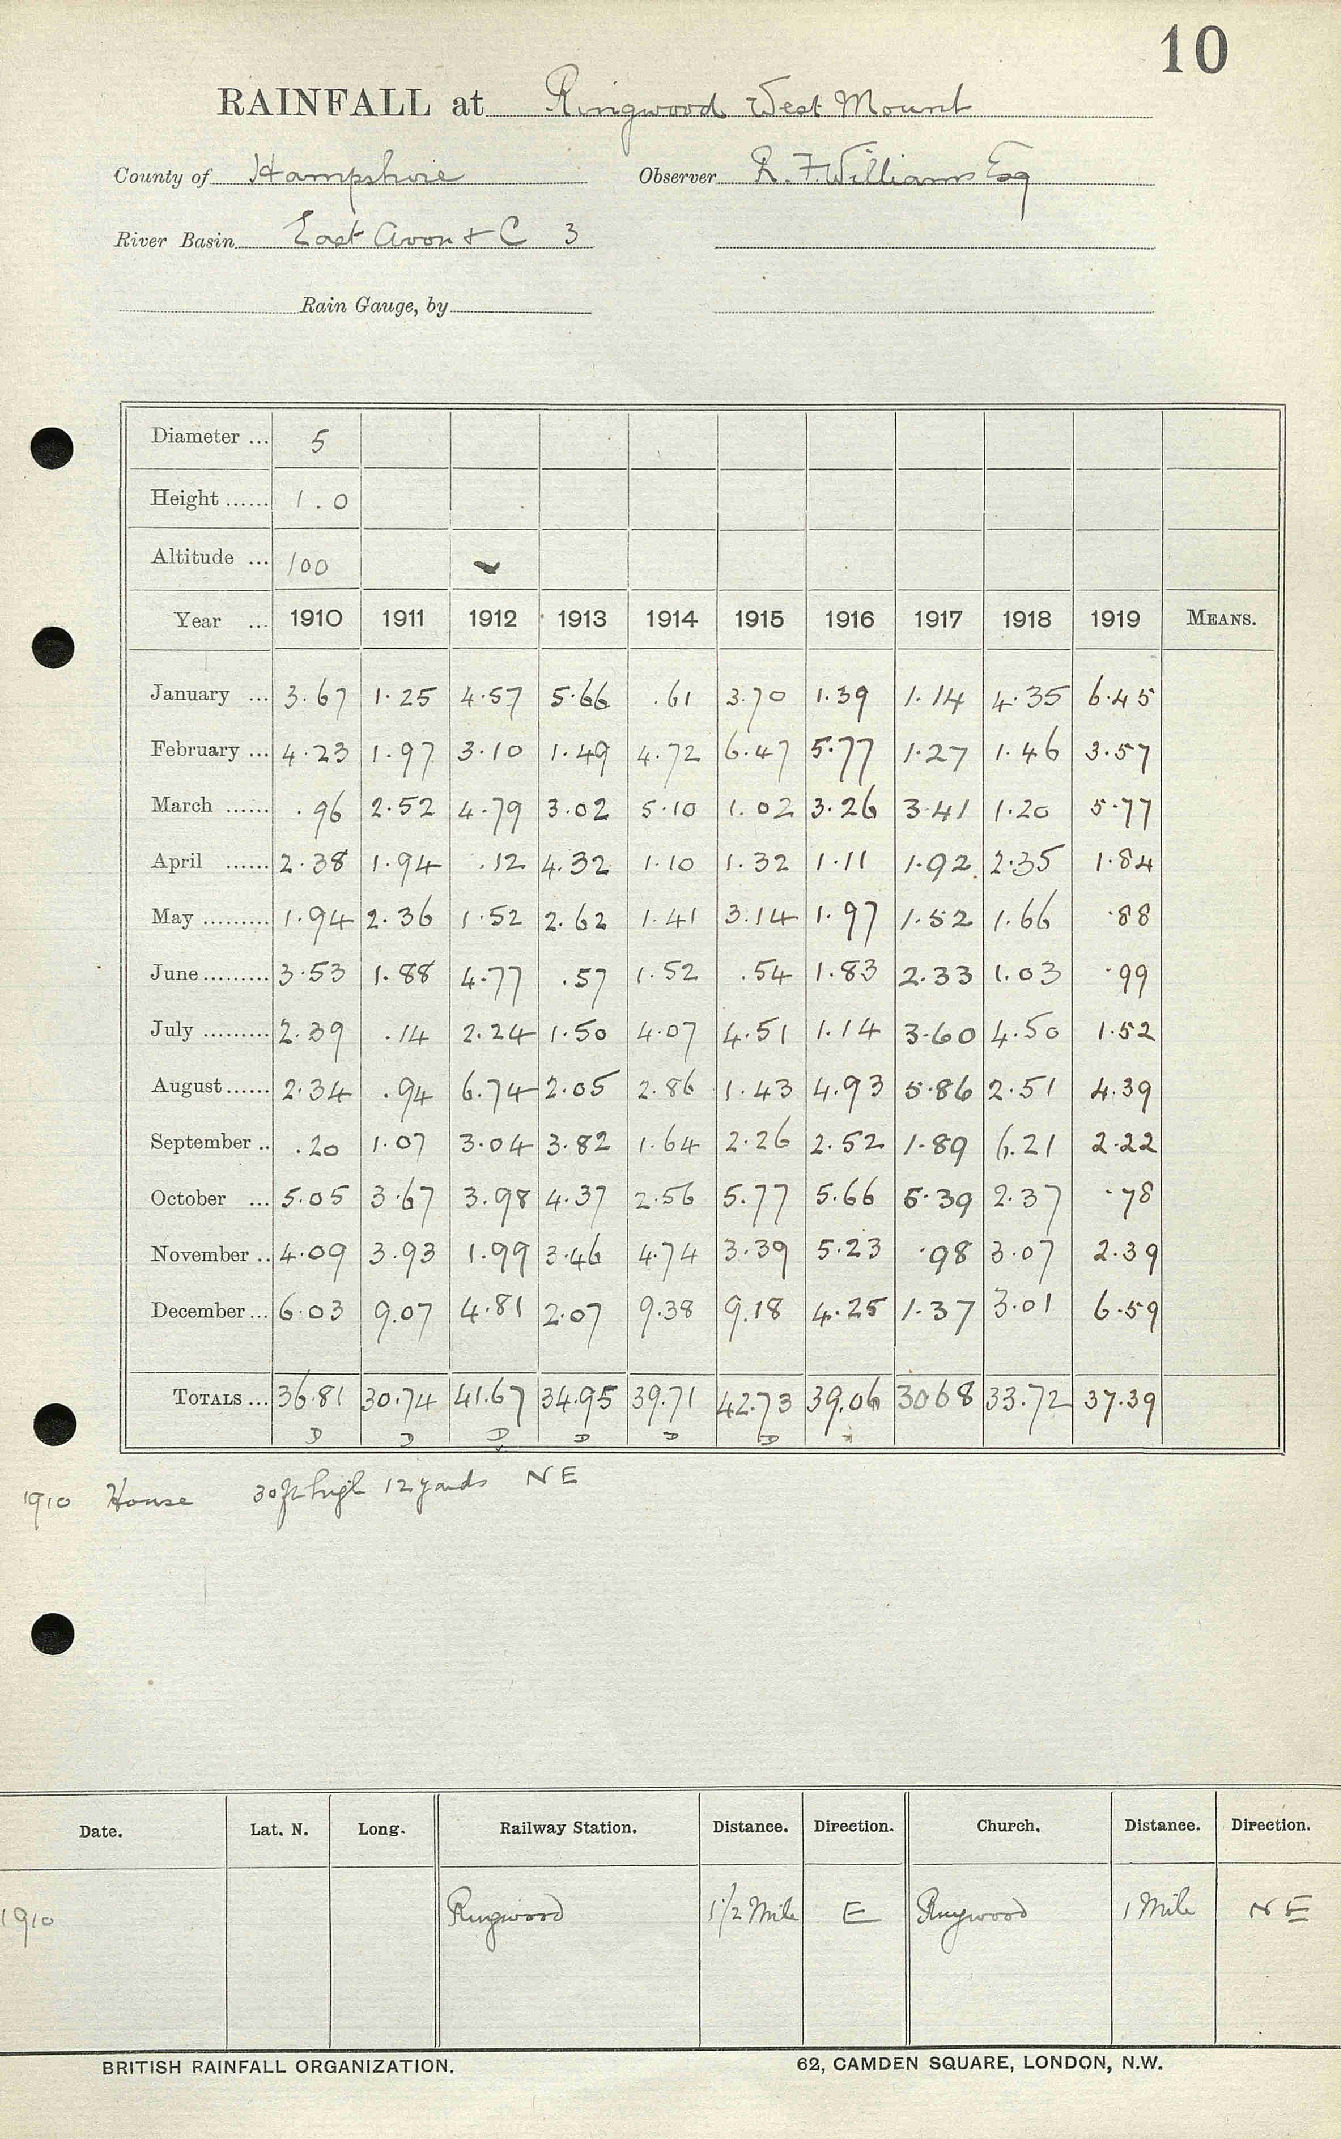 10
RAINFALL at Ringwood West Mount
County of Hampshire Observer R. F. Williams Esq
River Basin East Avon & C 3
Rain Gauge, by
Diameter ... 5
Height ...... 1.0
Altitude ... 100
Year ... 1910 1911 1912 1913 1914 1915 1916 1917 1918 1919 MEANS.
January ... 3.67 1.25 4.57 5.66 .61 3.70 1.39 1.14 4.35 6.45
February ... 4.23 1.97 3.10 1.49 4.72 6.47 5.77 1.27 1.46 3.57
March ...... .96 2.52 4.79 3.02 5.10 1.02 3.26 3.41 1.20 5.77
April ...... 2.38 1.94 .12 4.32 1.10 1.32 1.11 1.92 2.35 1.84
May ......... 1.94 2.36 1.52 2.62 1.41 3.14 1.97 1.52 1.66 .88
June ......... 3.53 1.88 4.77 .57 1.52 .54 1.83 2.33 1.03 .99
July ......... 2.39 .14 2.24 1.50 4.07 4.51 1.14 3.60 4.50 1.52
August ...... 2.34 .94 6.74 2.05 2.86 1.43 4.93 5.86 2.51 4.39
September .. .20 1.07 3.04 3.82 1.64 2.26 2.52 1.89 6.21 2.22
October ... 5.05 3.67 3.98 4.37 2.56 5.77 5.66 5.39 2.37 .78
November .. 4.09 3.93 1.99 3.46 4.74 3.39 5.23 .98 3.07 2.39
December ... 6.03 9.07 4.81 2.07 9.38 9.18 4.25 1.37 3.01 6.59
TOTALS ... 36.81 30.74 41.67 34.95 39.71 42.73 39.06 3068 33.72 37.39
D D D D D D
1910 House 30ft high 12 yards NE
Date. Lat. N. Long. Railway Station. Distance. Direction. Church. Distance. Direction.
1910 Ringwood 1 1/2 Mile E Ringwood 1 Mile NE
BRITISH RAINFALL ORGANIZATION. 62, CAMDEN SQUARE, LONDON, N.W.